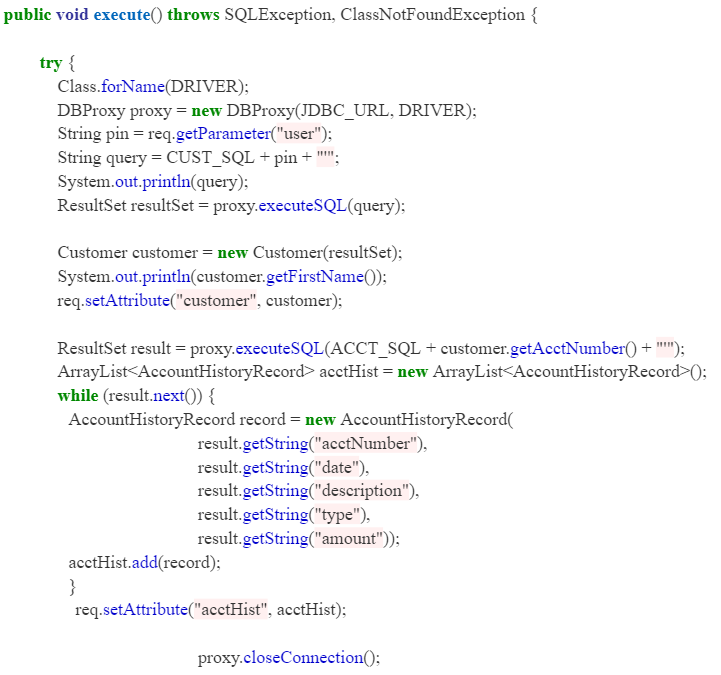 public void execute() throws SQLException, ClassNotFoundException {
try {
Class.forName(DRIVER);
DBProxy proxy = new DBProxy(JDBC_URL, DRIVER);
String pin = req.getParameter("user");
String query = CUST_SQL + pin + "'";
System.out.println(query);
ResultSet resultSet = proxy.executeSQL(query);
Customer customer = new Customer(resultSet);
System.out.println(customer.getFirstName());
req.setAttribute("customer", customer);
ResultSet result = proxy.executeSQL(ACCT_SQL + customer.getAcctNumber() + "'");
ArrayList<AccountHistoryRecord> acctHist = new ArrayList<AccountHistoryRecord>();
while (result.next()) {
AccountHistoryRecord record = new AccountHistoryRecord(
result.getString("acctNumber"),
result.getString("date"),
result.getString("description"),
result.getString("type"),
result.getString("amount"));
acctHist.add(record);
}
req.setAttribute("acctHist", acctHist);
proxy.closeConnection();